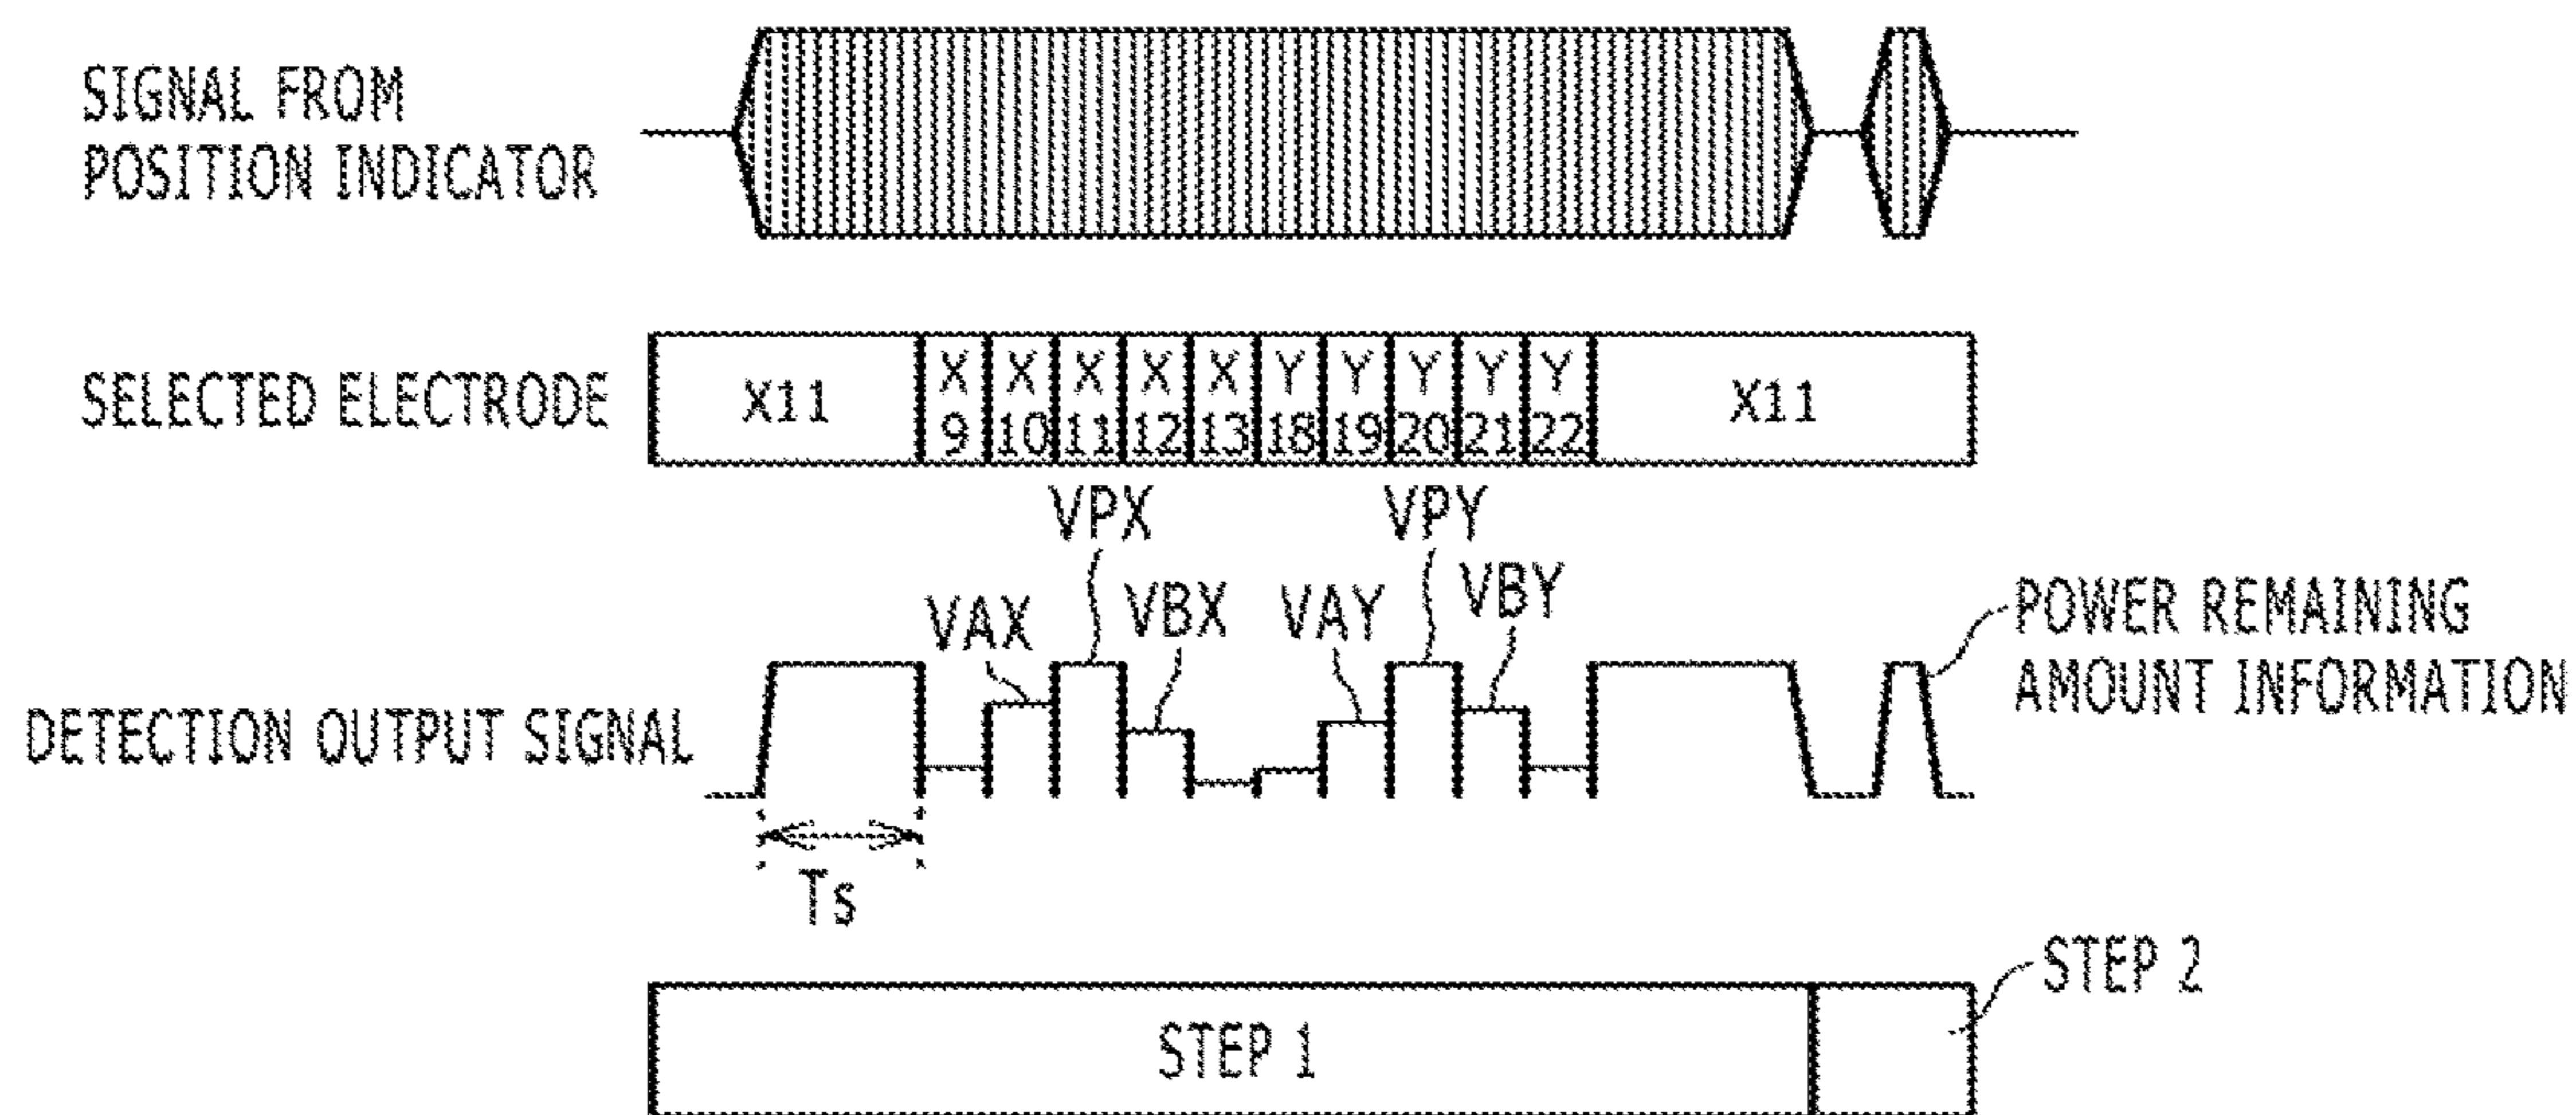 SIGNAL FROM
POSITION INDICATOR
SELECTED ELECTRODE
X11
X
9
X
10
X
11
X
12
X
13
Y
18
Y
19
Y
20
Y
21
Y
22
X11
VPX
VPY
VAX
VBX
VAY
VBY
POWER REMAINING
AMOUNT INFORMATION
DETECTION OUTPUT SIGNAL
Ts
STEP 2
STEP 1